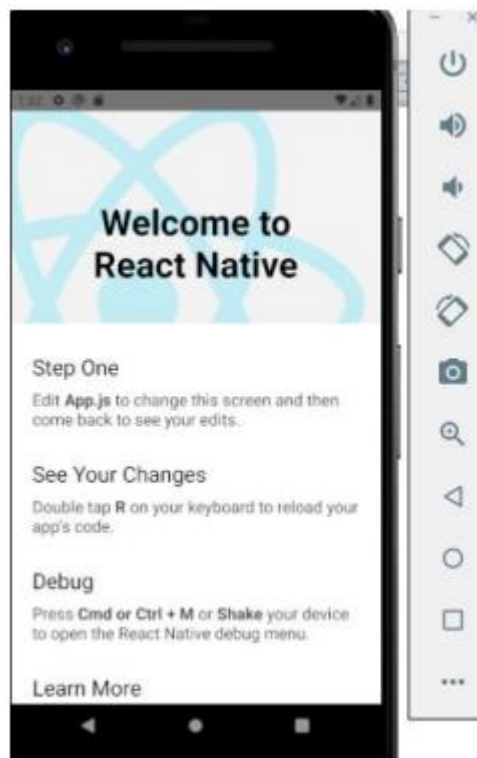 Welcome to
React Native
Step One
Edit App.js to change this screen and then
come back to see your edits.
See Your Changes
Double tap R on your keyboard to reload your
app's code.
Debug
Press Cmd or Ctrl + M or Shake your device
to open the React Native debug menu.
Learn More